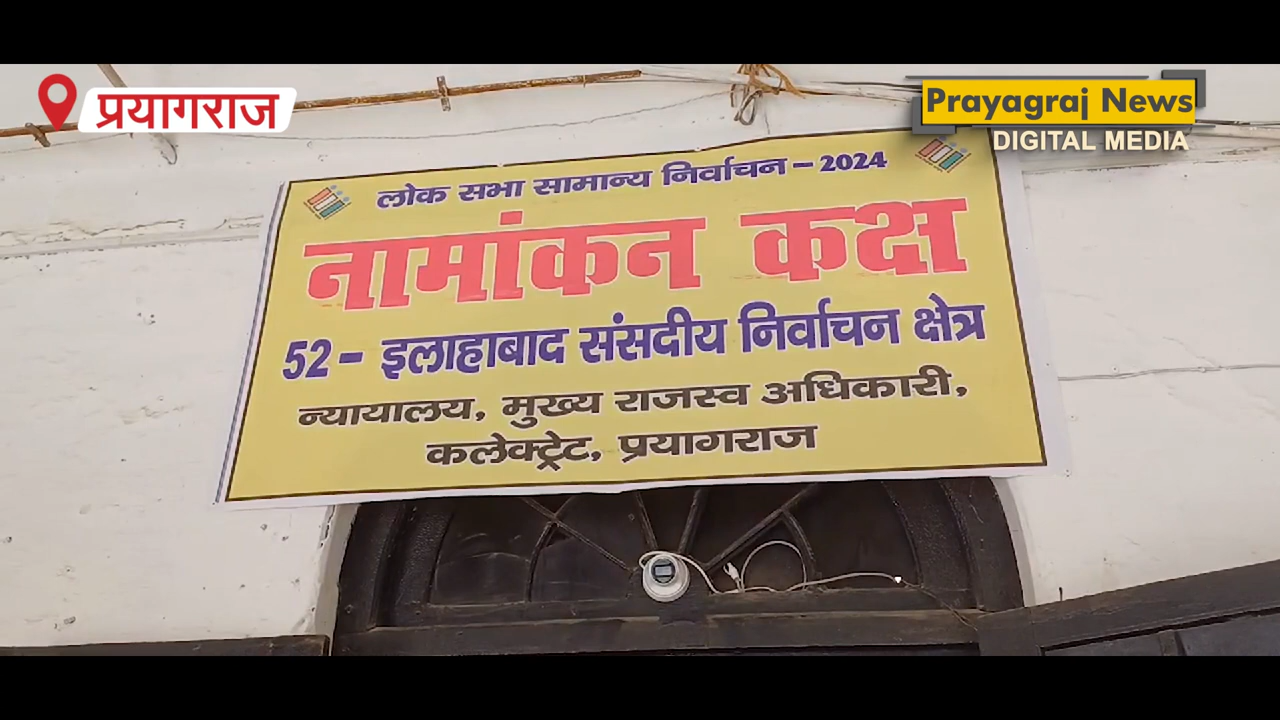 प्रयागराज
Prayagraj News
DIGITAL MEDIA
लोक सभा सामान्य निर्वाचन – 2024
नामांकन कक्ष
52 – इलाहाबाद संसदीय निर्वाचन क्षेत्र
न्यायालय, मुख्य राजस्व अधिकारी,
कलेक्ट्रेट, प्रयागराज